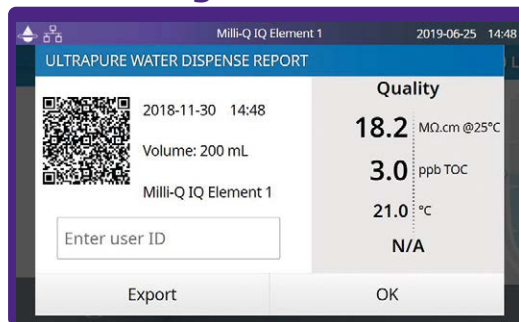 Milli-Q IQ Element 1 2019-06-25 14:48
ULTRAPURE WATER DISPENSE REPORT
2018-11-30 14:48
Volume: 200 mL
Milli-Q IQ Element 1
Enter user ID
Quality
18.2 MΩ.cm @25°C
3.0 ppb TOC
21.0 °C
N/A
Export OK